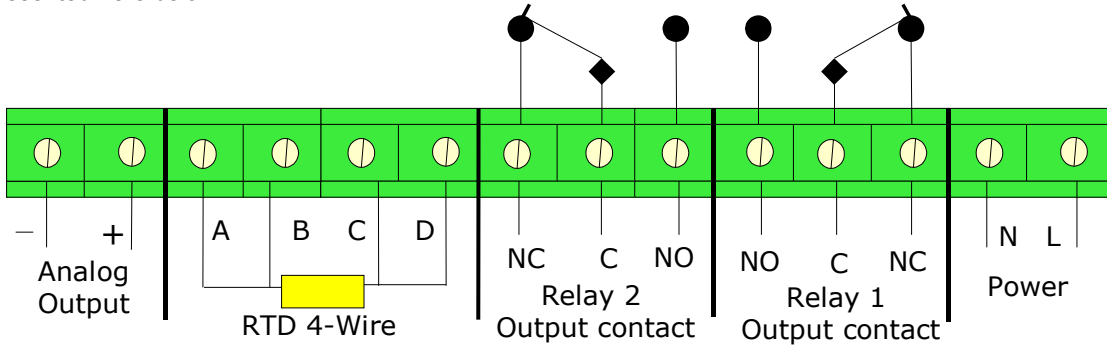 − +
Analog
Output
A B C D
RTD 4-Wire
NC C NO
Relay 2
Output contact
NO C NC
Relay 1
Output contact
N L
Power